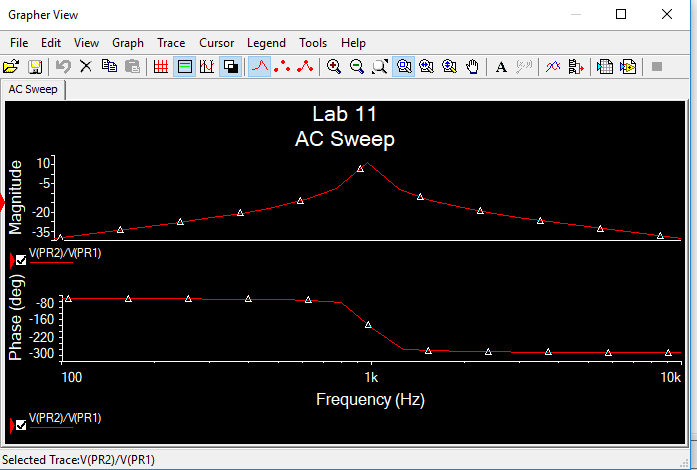 Grapher View
File Edit View Graph Trace Cursor Legend Tools Help
A
AC Sweep
Lab 11
AC Sweep
Magnitude
10
-5
-20
-35
V(PR2)/V(PR1)
Phase (deg)
-80
-160
-220
-300
100 1k 10k
Frequency (Hz)
V(PR2)/V(PR1)
Selected Trace:V(PR2)/V(PR1)